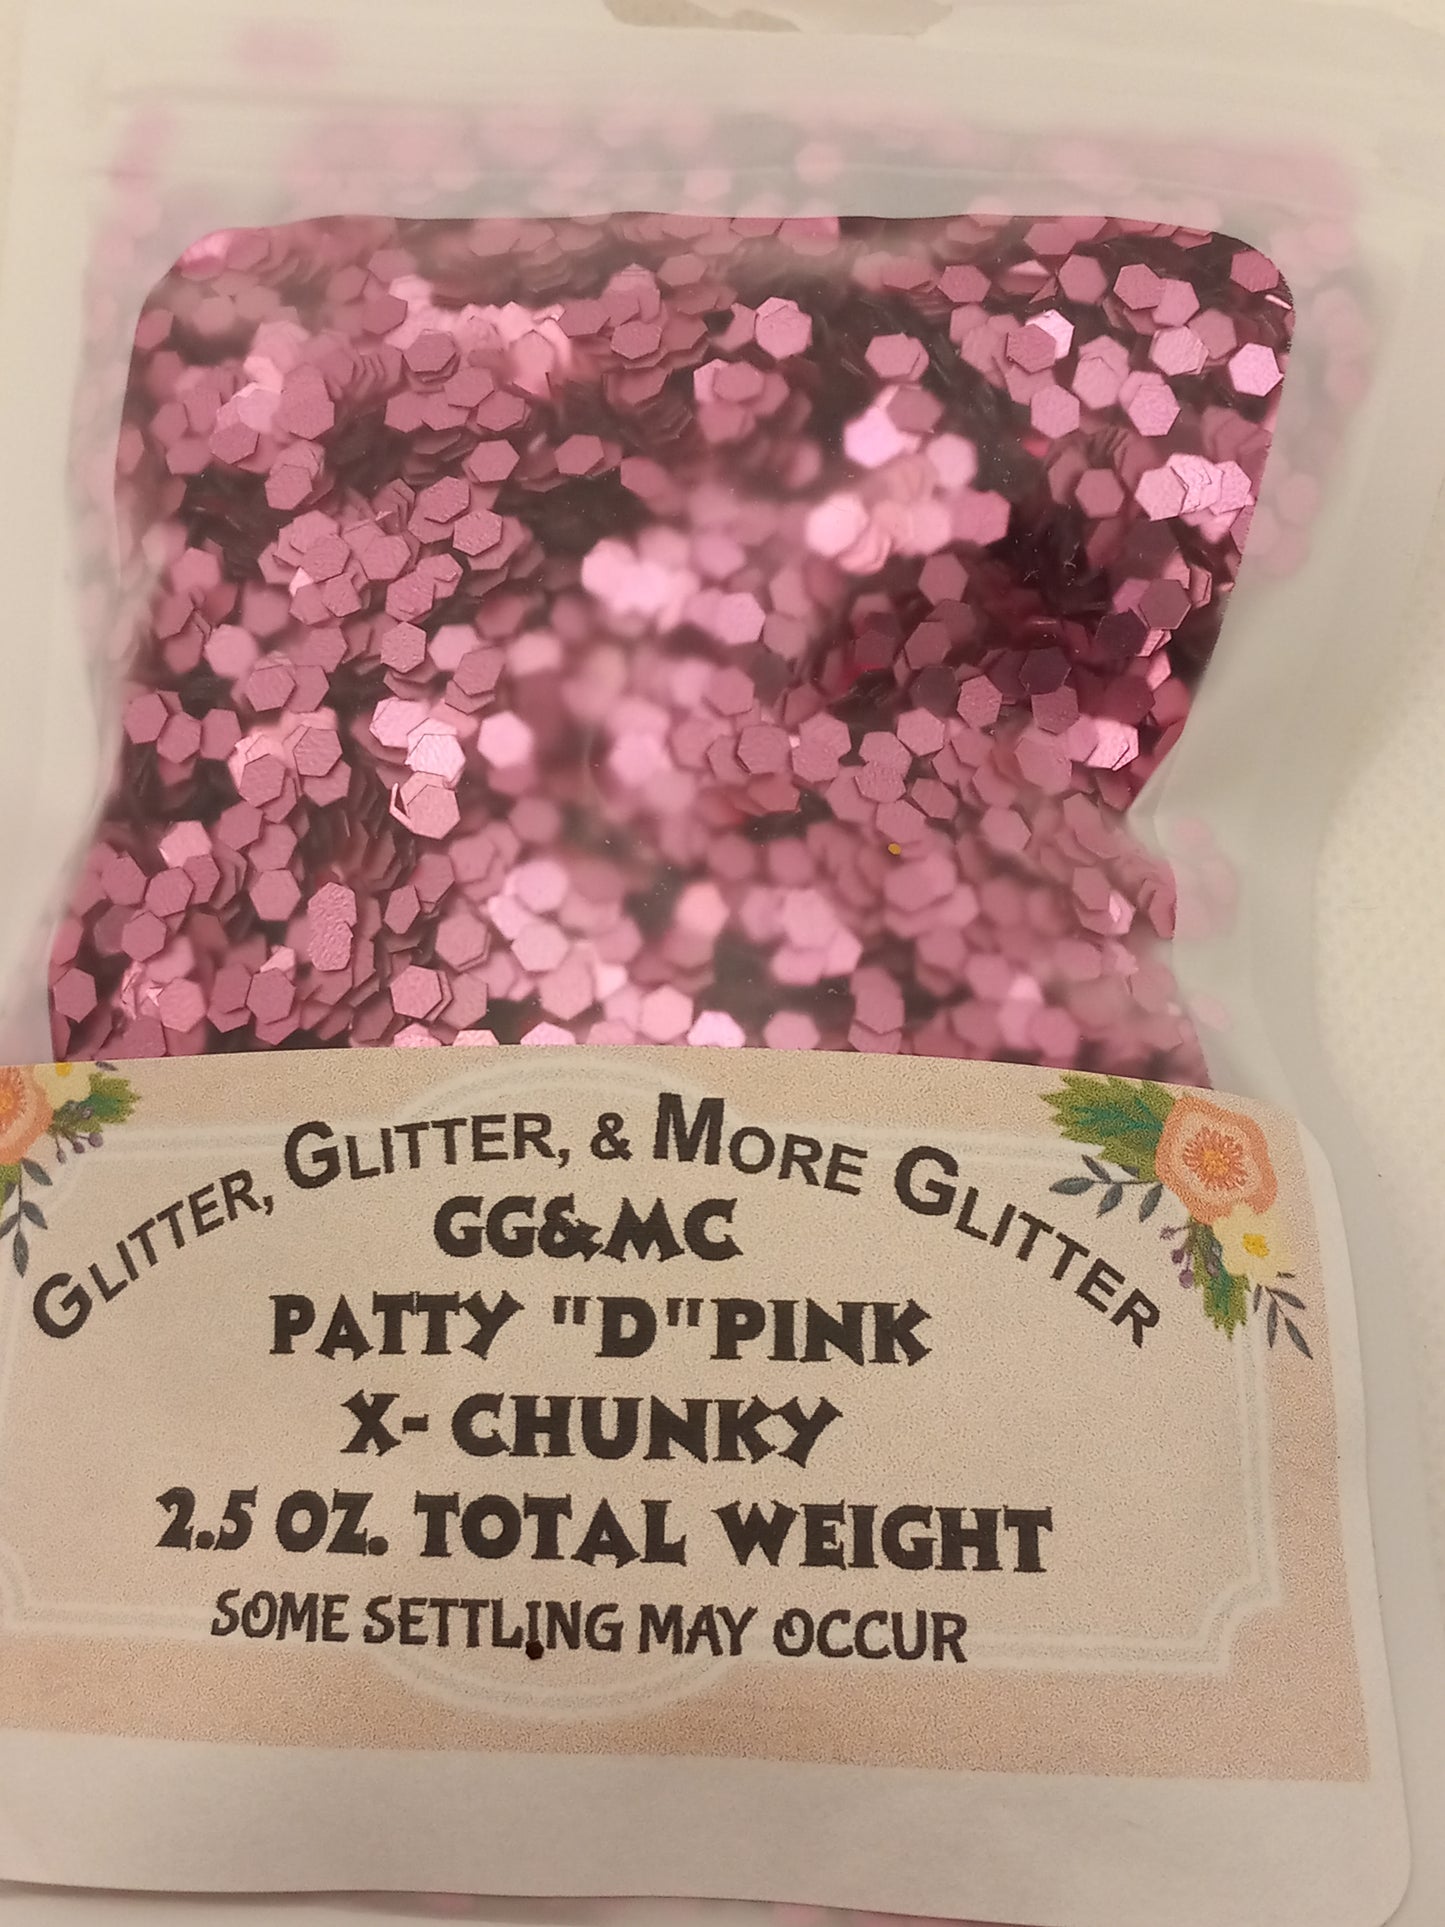 GLITTER, GLITTER, & MORE GLITTER
GG&MC
PATTY "D"PINK
X- CHUNKY
2.5 OZ. TOTAL WEIGHT
SOME SETTLING MAY OCCUR